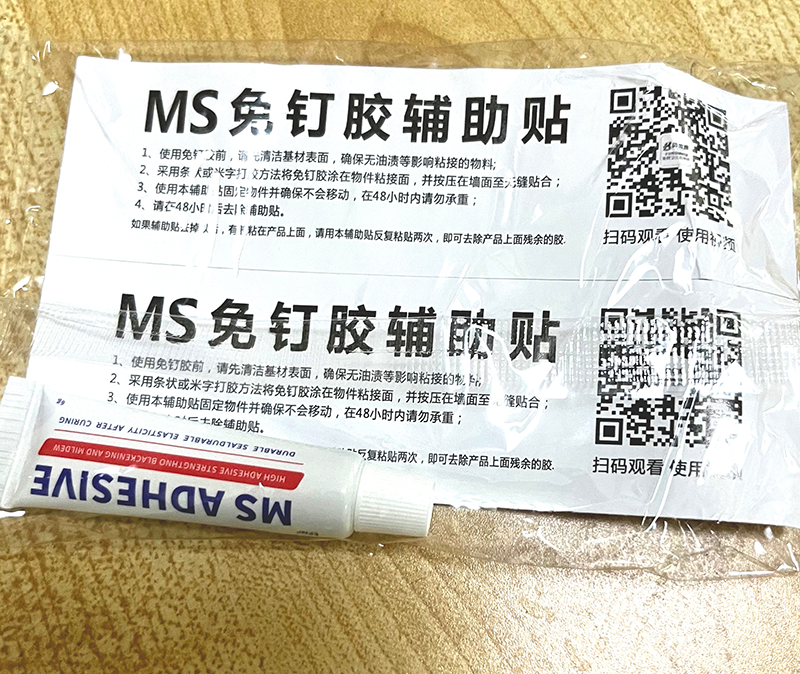 MS免钉胶辅助贴
1、使用免钉胶前，请先清洁基材表面，确保无油渍等影响粘接的物料;
2、采用条状或米字打胶方法将免钉胶涂在物件粘接面，并按压在墙面至无缝贴合；
3、使用本辅助贴固定物件并确保不会移动，在48小时内请勿承重；
4、请在48小时后去除辅助贴。
如果辅助贴去掉后，有 粘在产品上面，请用本辅助贴反复粘贴两次，即可去除产品上面残余的胶.
扫码观看 使用视频
MS免钉胶辅助贴
1、使用免钉胶前，请先清洁基材表面，确保无油渍等影响粘接的物料;
2、采用条状或米字打胶方法将免钉胶涂在物件粘接面，并按压在墙面至无缝贴合；
3、使用本辅助贴固定物件并确保不会移动，在48小时内请勿承重；
时后去除辅助贴.
贴反复粘贴两次，即可去除产品上面残余的胶.
扫码观看 使用
MS ADHESIVE
HIGH ADHESIVE STRENGTHNO BLACKENING AND MILDEW
DURABLE SEALDURABLE ELASTICITY AFTER CURING